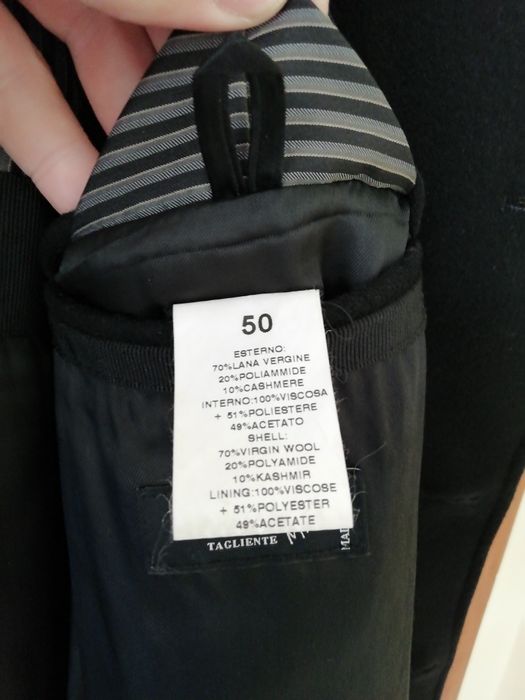 50
ESTERNO:
70%LANA VERGINE
20%POLIAMMIDE
10%CASHMERE
INTERNO:100%VISCOSA
+ 51%POLIESTERE
49%ACETATO
SHELL:
70%VIRGIN WOOL
20%POLYAMIDE
10%KASHMIR
LINING:100%VISCOSE
+ 51%POLYESTER
49%ACETATE
TAGLIENTE